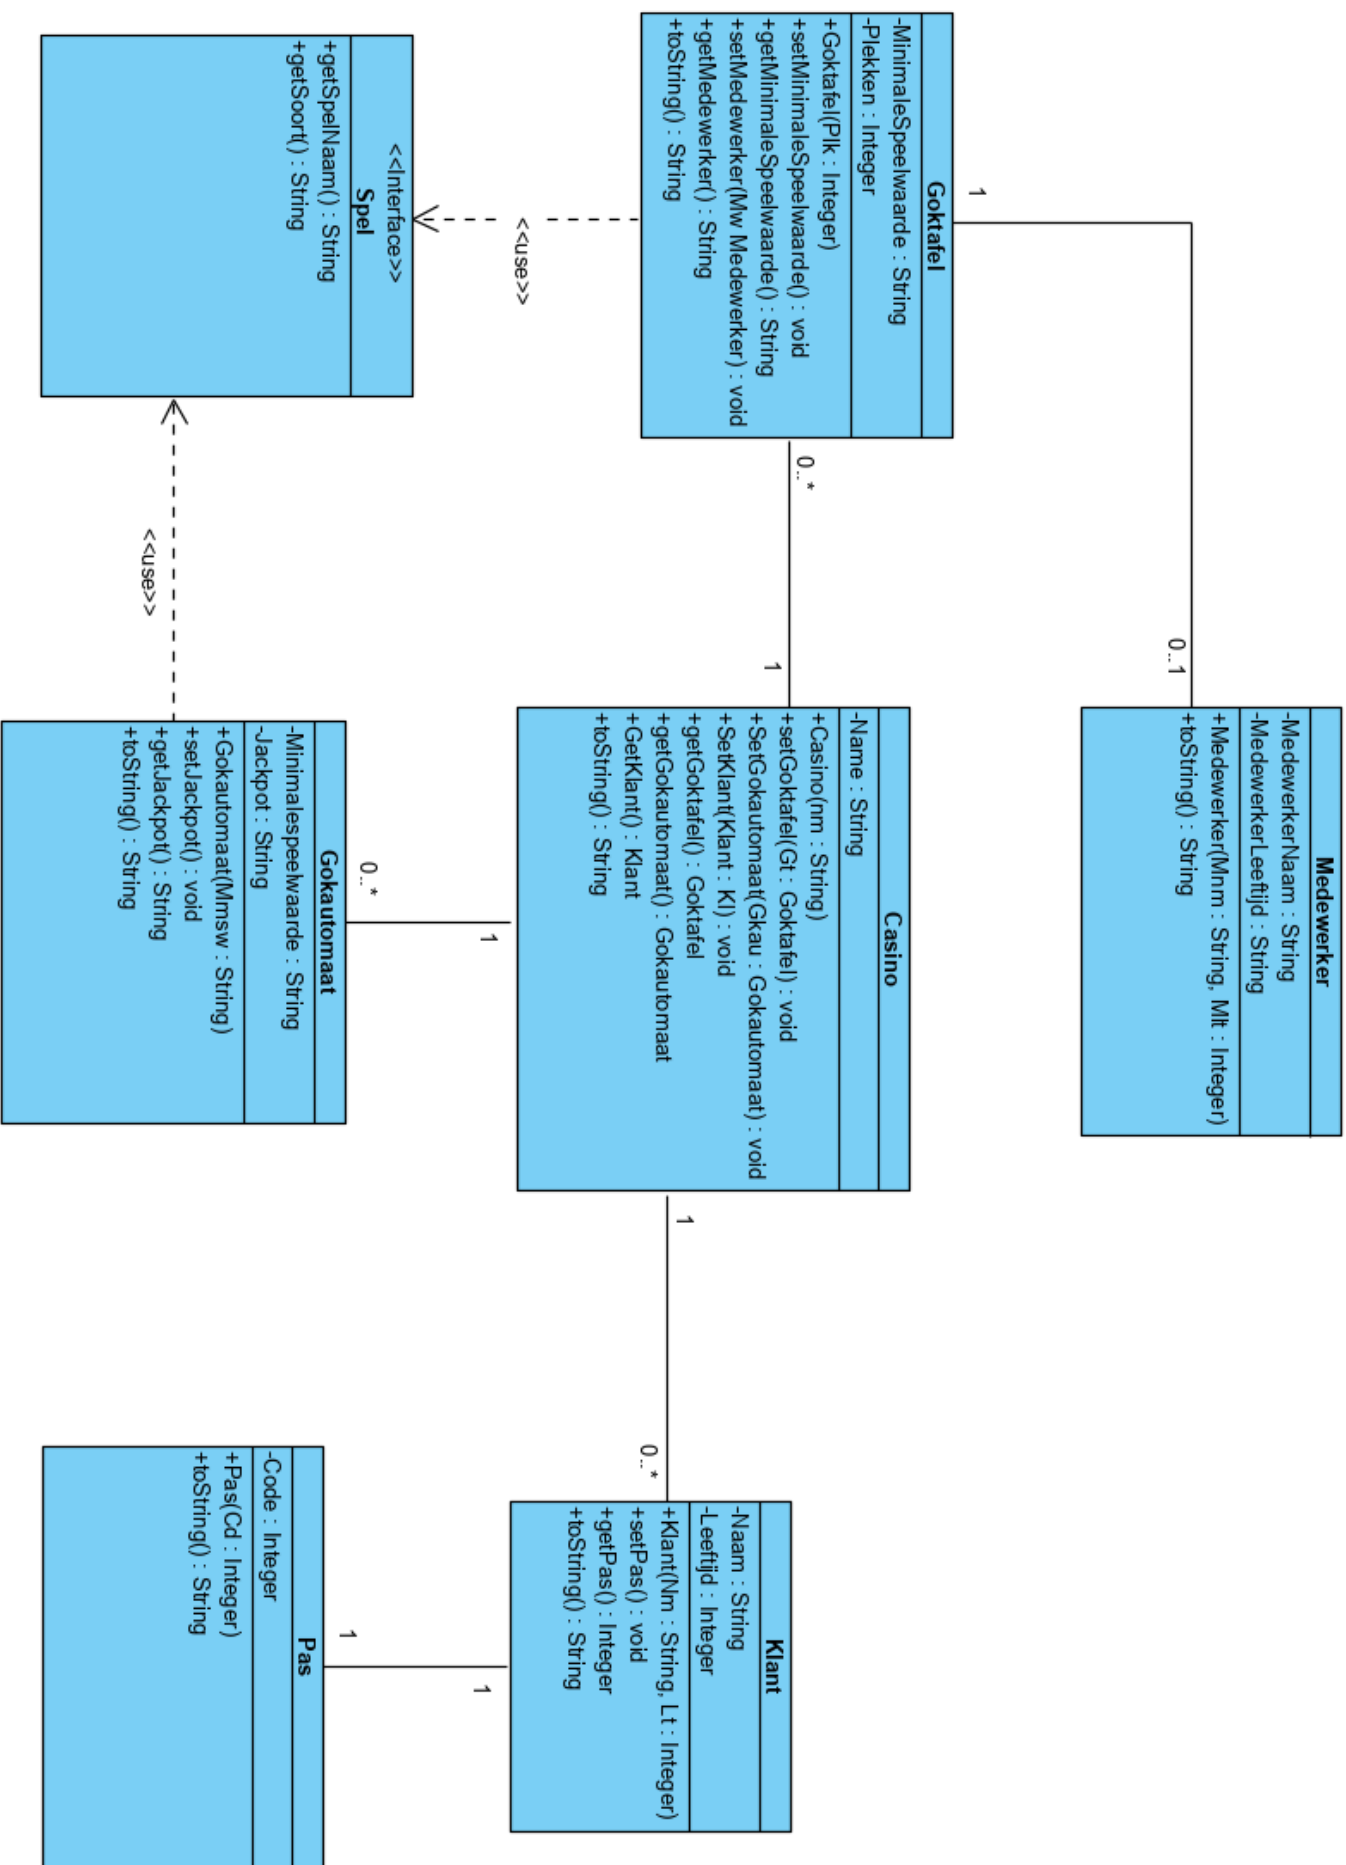 Medewerker
-MedewerkerNaam : String
-MedewerkerLeeftijd : String
+Medewerker(Mnm : String, Mlt : Integer)
+toString() : String
1
0..1
Goktafel
-MinimaleSpeelwaarde : String
-Plekken : Integer
+Goktafel(Plk : Integer)
+setMinimaleSpeelwaarde() : void
+getMinimaleSpeelwaarde() : String
+setMedewerker(Mw Medewerker) : void
+getMedewerker() : String
+toString() : String
0..*
1
Casino
-Name : String
+Casino(nm : String)
+setGoktafel(Gt : Goktafel) : void
+SetGokautomaat(Gkau : Gokautomaat) : void
+SetKlant(Klant : Kl) : void
+getGoktafel() : Goktafel
+getGokautomaat() : Gokautomaat
+GetKlant() : Klant
+toString() : String
1
0..*
Klant
-Naam : String
-Leeftijd : Integer
+Klant(Nm : String, Lt : Integer)
+setPas() : void
+getPas() : Integer
+toString() : String
<<use>>
1
0..*
1
1
<<Interface>>
Spel
+getSpelNaam() : String
+getSoort() : String
<<use>>
Gokautomaat
-Minimalespeelwaarde : String
-Jackpot : String
+Gokautomaat(Mmsw : String)
+setJackpot() : void
+getJackpot() : String
+toString() : String
Pas
-Code : Integer
+Pas(Cd : Integer)
+toString() : String